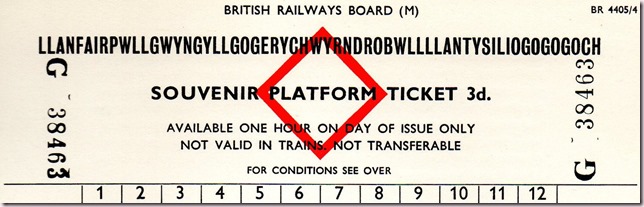 BRITISH RAILWAYS BOARD (M)
BR 4405/4
LLANFAIRPWLLGWYNGYLLGOGERYCHWYRNDROBWLLLLANTYSILIOGOGOGOCH
G 38463
SOUVENIR PLATFORM TICKET 3d.
AVAILABLE ONE HOUR ON DAY OF ISSUE ONLY
NOT VALID IN TRAINS. NOT TRANSFERABLE
FOR CONDITIONS SEE OVER
G 38463
1 2 3 4 5 6 7 8 9 10 11 12